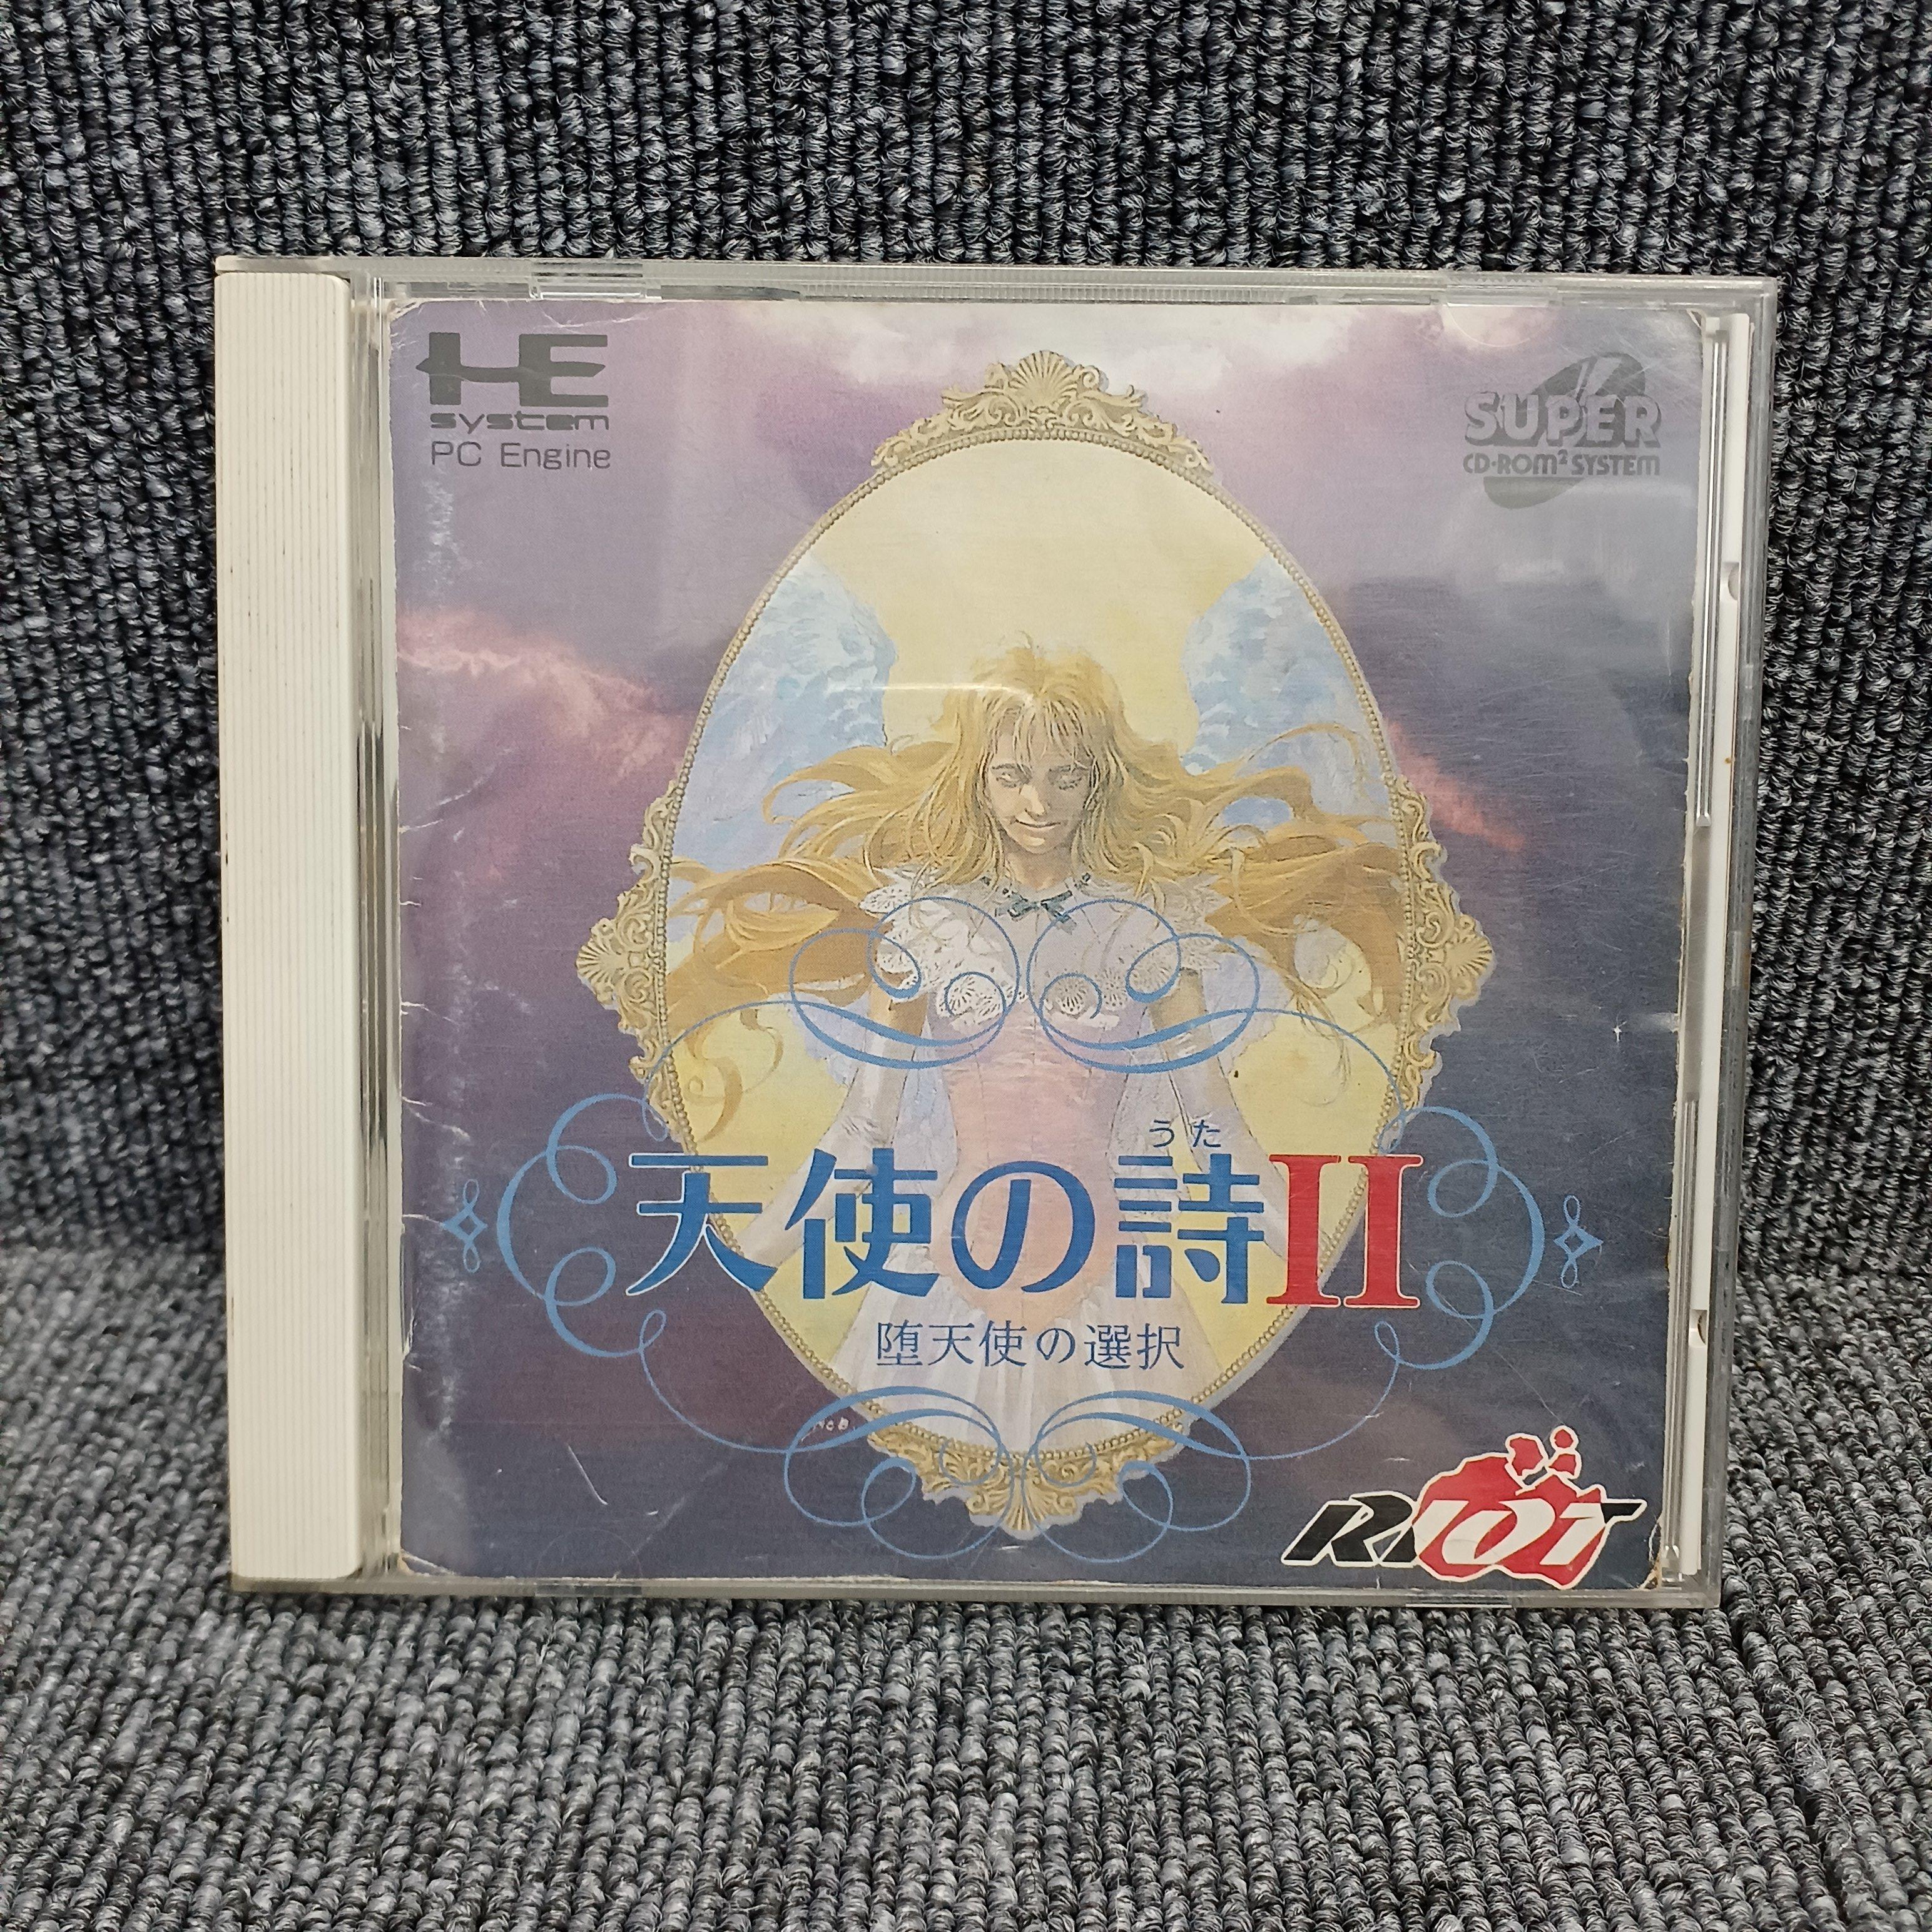 HE
system
PC Engine
SUPER
CD-ROM² SYSTEM
うた
天使の詩II
堕天使の選択
RIOT